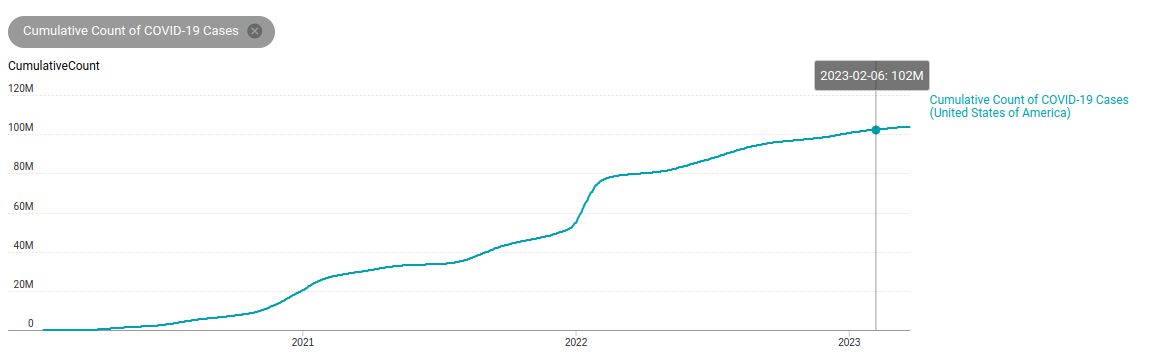 Cumulative Count of COVID-19 Cases
CumulativeCount
2023-02-06: 102M
120M
Cumulative Count of COVID-19 Cases
(United States of America)
100M
80M
60M
40M
20M
0
2021
2022
2023